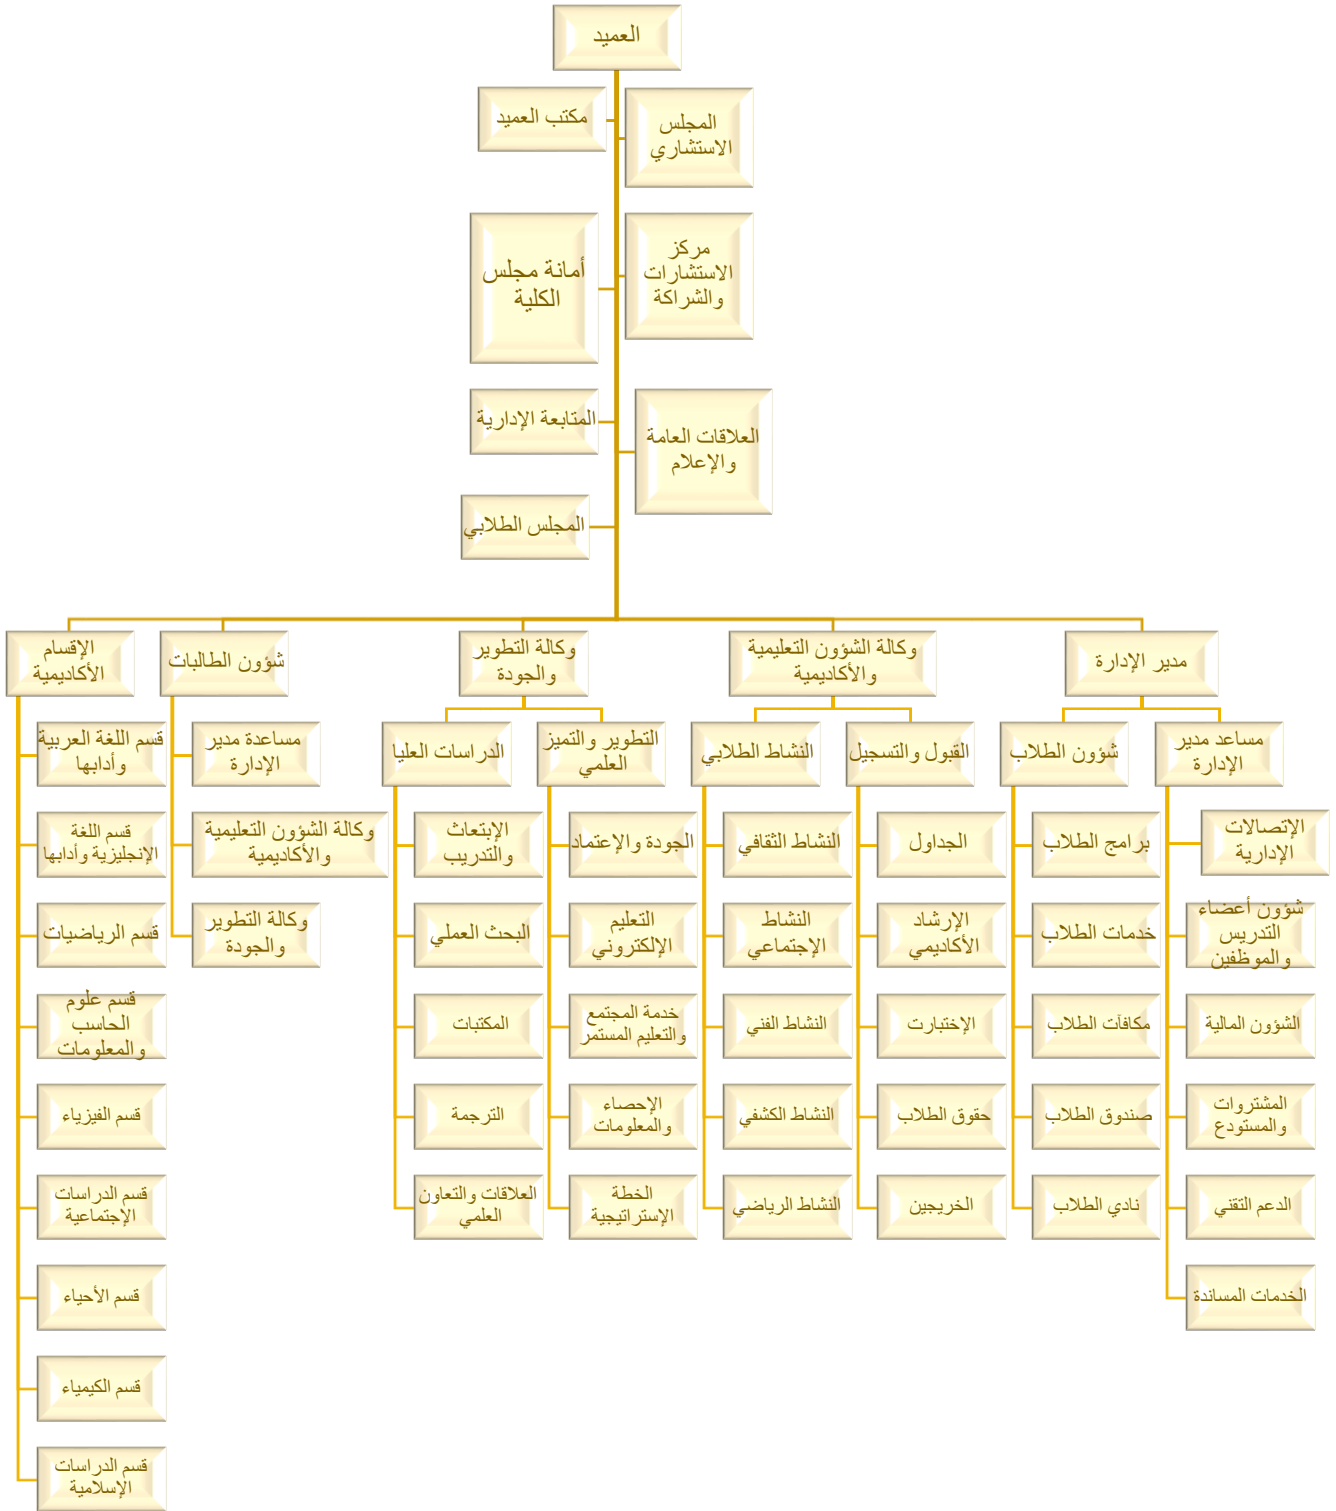 العميد
المجلس
الاستشاري
مكتب العميد
مركز
الاستشارات
والشراكة
أمانة مجلس
الكلية
العلاقات العامة
والإعلام
المتابعة الإدارية
المجلس الطلابي
مدير الإدارة
مساعد مدير
الإدارة
الإتصالات
الإدارية
شؤون أعضاء
التدريس
والموظفين
الشؤون المالية
المشتروات
والمستودع
الدعم التقني
الخدمات المساندة
شؤون الطلاب
برامج الطلاب
خدمات الطلاب
مكافآت الطلاب
صندوق الطلاب
نادي الطلاب
وكالة الشؤون التعليمية
والأكاديمية
القبول والتسجيل
الجداول
الإرشاد
الأكاديمي
الإختبارت
حقوق الطلاب
الخريجين
النشاط الطلابي
النشاط الثقافي
النشاط
الإجتماعي
النشاط الفني
النشاط الكشفي
النشاط الرياضي
وكالة التطوير
والجودة
التطوير والتميز
العلمي
الجودة والإعتماد
التعليم
الإلكتروني
خدمة المجتمع
والتعليم المستمر
الإحصاء
والمعلومات
الخطة
الإستراتيجية
الدراسات العليا
الإبتعاث
والتدريب
البحث العملي
المكتبات
الترجمة
العلاقات والتعاون
العلمي
شؤون الطالبات
مساعدة مدير
الإدارة
وكالة الشؤون التعليمية
والأكاديمية
وكالة التطوير
والجودة
الإقسام
الأكاديمية
قسم اللغة العربية
وأدابها
قسم اللغة
الإنجليزية وأدابها
قسم الرياضيات
قسم علوم
الحاسب
والمعلومات
قسم الفيزياء
قسم الدراسات
الإجتماعية
قسم الأحياء
قسم الكيمياء
قسم الدراسات
الإسلامية